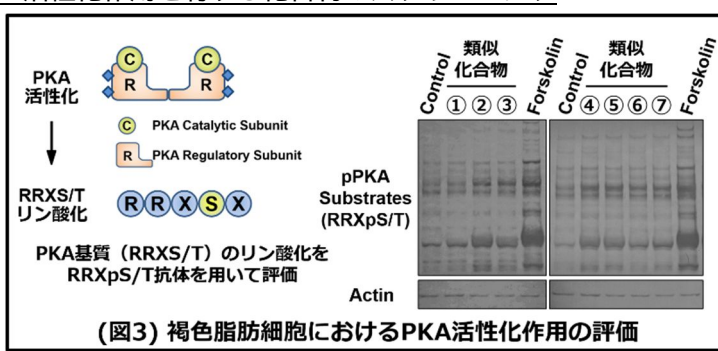 PKA
活性化
C
C
R
R
C PKA Catalytic Subunit
R PKA Regulatory Subunit
RRXS/T
リン酸化
R R X S X
PKA基質（RRXS/T）のリン酸化を
RRXpS/T抗体を用いて評価
Control
類似
化合物
① ② ③
Forskolin
Control
類似
化合物
④ ⑤ ⑥ ⑦
Forskolin
pPKA
Substrates
(RRXpS/T)
Actin
(図3) 褐色脂肪細胞におけるPKA活性化作用の評価